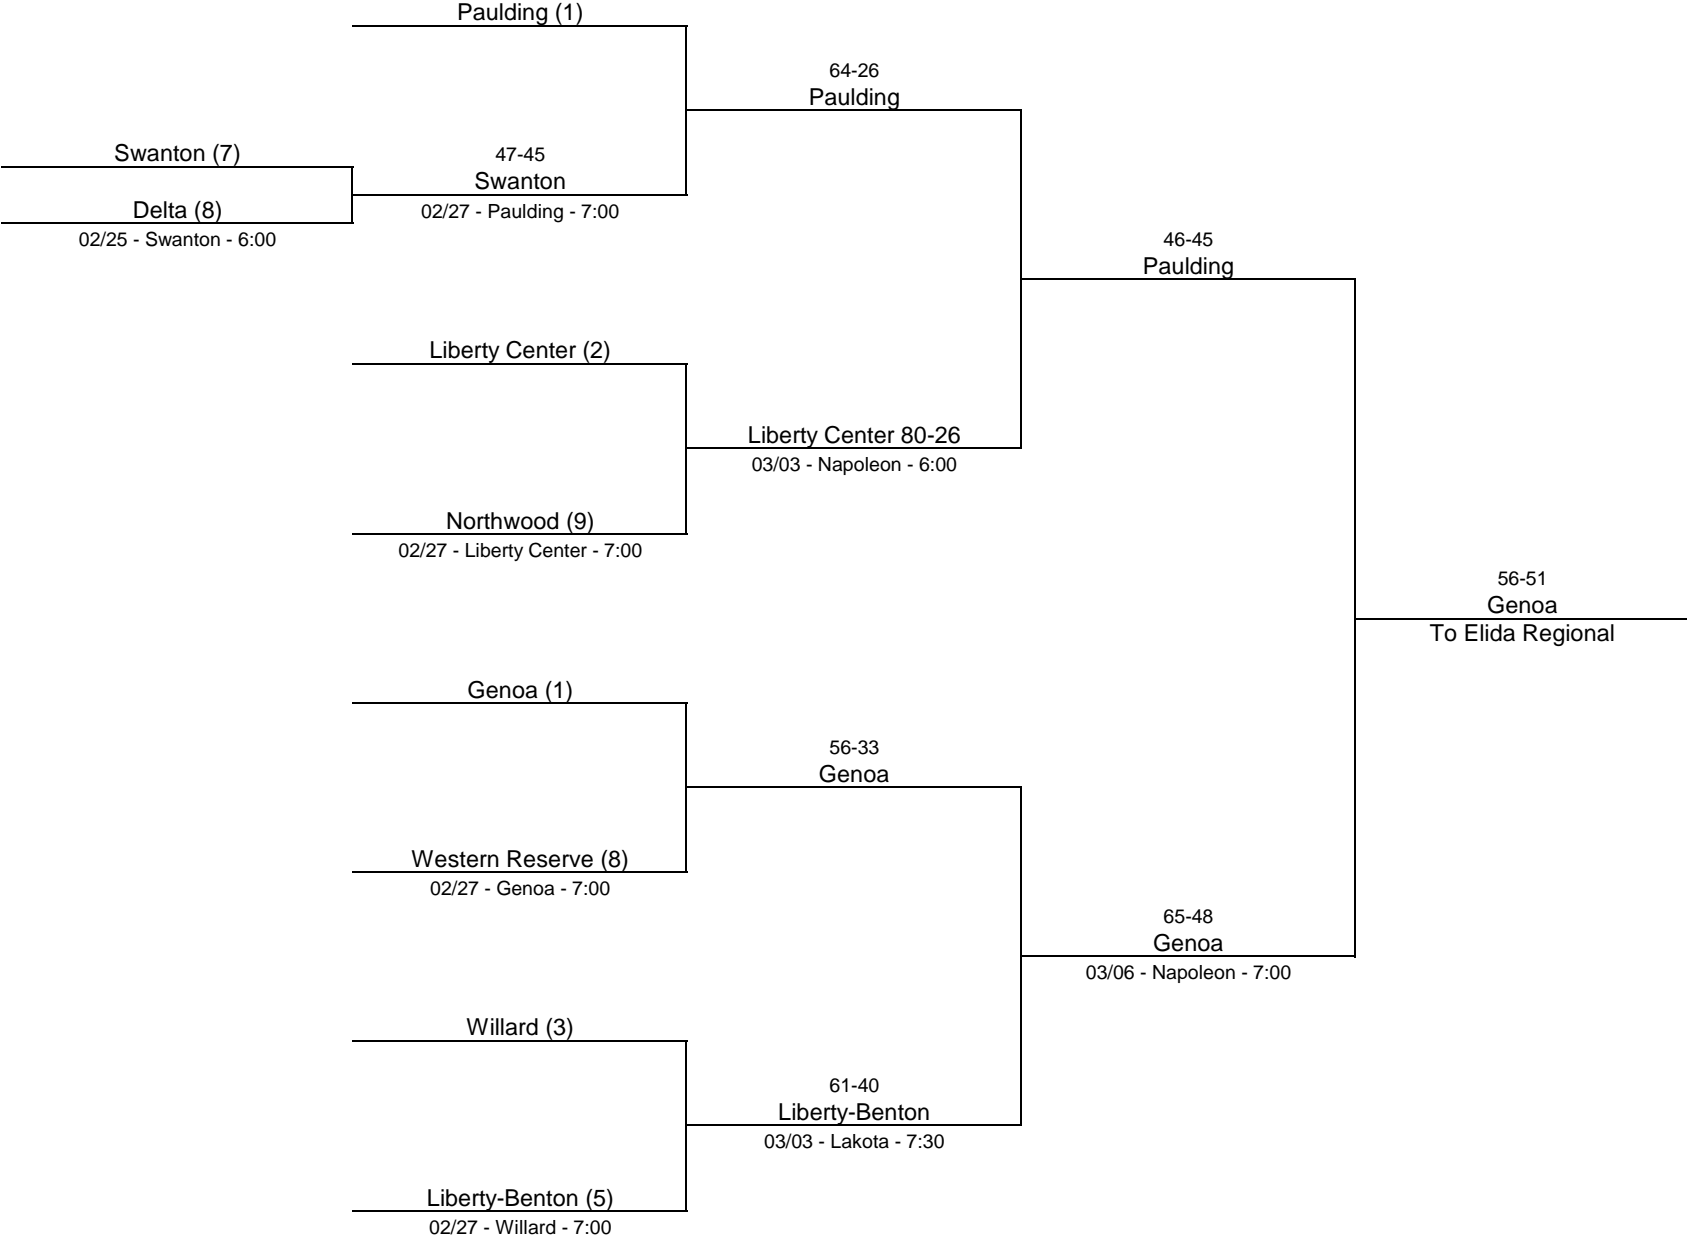 Paulding (1)
64-26
Paulding
Swanton (7)
47-45
Swanton
Delta (8)
02/27 - Paulding - 7:00
02/25 - Swanton - 6:00
46-45
Paulding
Liberty Center (2)
Liberty Center 80-26
03/03 - Napoleon - 6:00
Northwood (9)
02/27 - Liberty Center - 7:00
56-51
Genoa
To Elida Regional
Genoa (1)
56-33
Genoa
Western Reserve (8)
02/27 - Genoa - 7:00
65-48
Genoa
03/06 - Napoleon - 7:00
Willard (3)
61-40
Liberty-Benton
03/03 - Lakota - 7:30
Liberty-Benton (5)
02/27 - Willard - 7:00